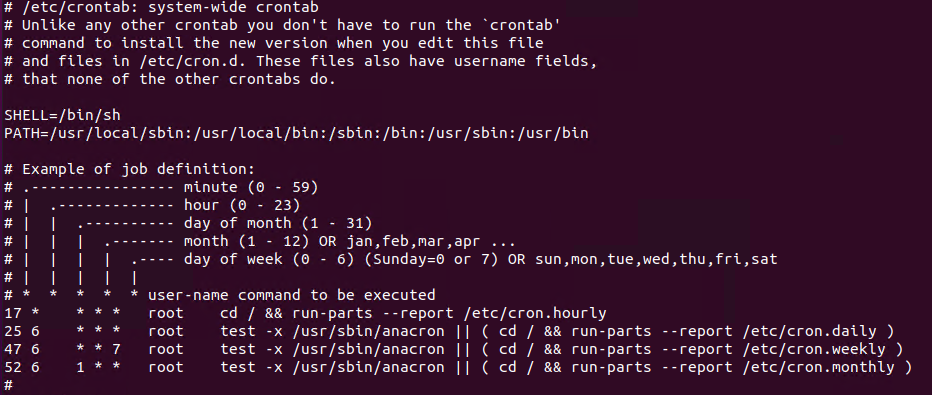 # /etc/crontab: system-wide crontab
# Unlike any other crontab you don't have to run the `crontab'
# command to install the new version when you edit this file
# and files in /etc/cron.d. These files also have username fields,
# that none of the other crontabs do.

SHELL=/bin/sh
PATH=/usr/local/sbin:/usr/local/bin:/sbin:/bin:/usr/sbin:/usr/bin

# Example of job definition:
# .---------------- minute (0 - 59)
# |  .------------- hour (0 - 23)
# |  |  .---------- day of month (1 - 31)
# |  |  |  .------- month (1 - 12) OR jan,feb,mar,apr ...
# |  |  |  |  .---- day of week (0 - 6) (Sunday=0 or 7) OR sun,mon,tue,wed,thu,fri,sat
# |  |  |  |  |
# *  *  *  *  * user-name command to be executed
17 *    * * *   root    cd / && run-parts --report /etc/cron.hourly
25 6    * * *   root    test -x /usr/sbin/anacron || ( cd / && run-parts --report /etc/cron.daily )
47 6    * * 7   root    test -x /usr/sbin/anacron || ( cd / && run-parts --report /etc/cron.weekly )
52 6    1 * *   root    test -x /usr/sbin/anacron || ( cd / && run-parts --report /etc/cron.monthly )
#